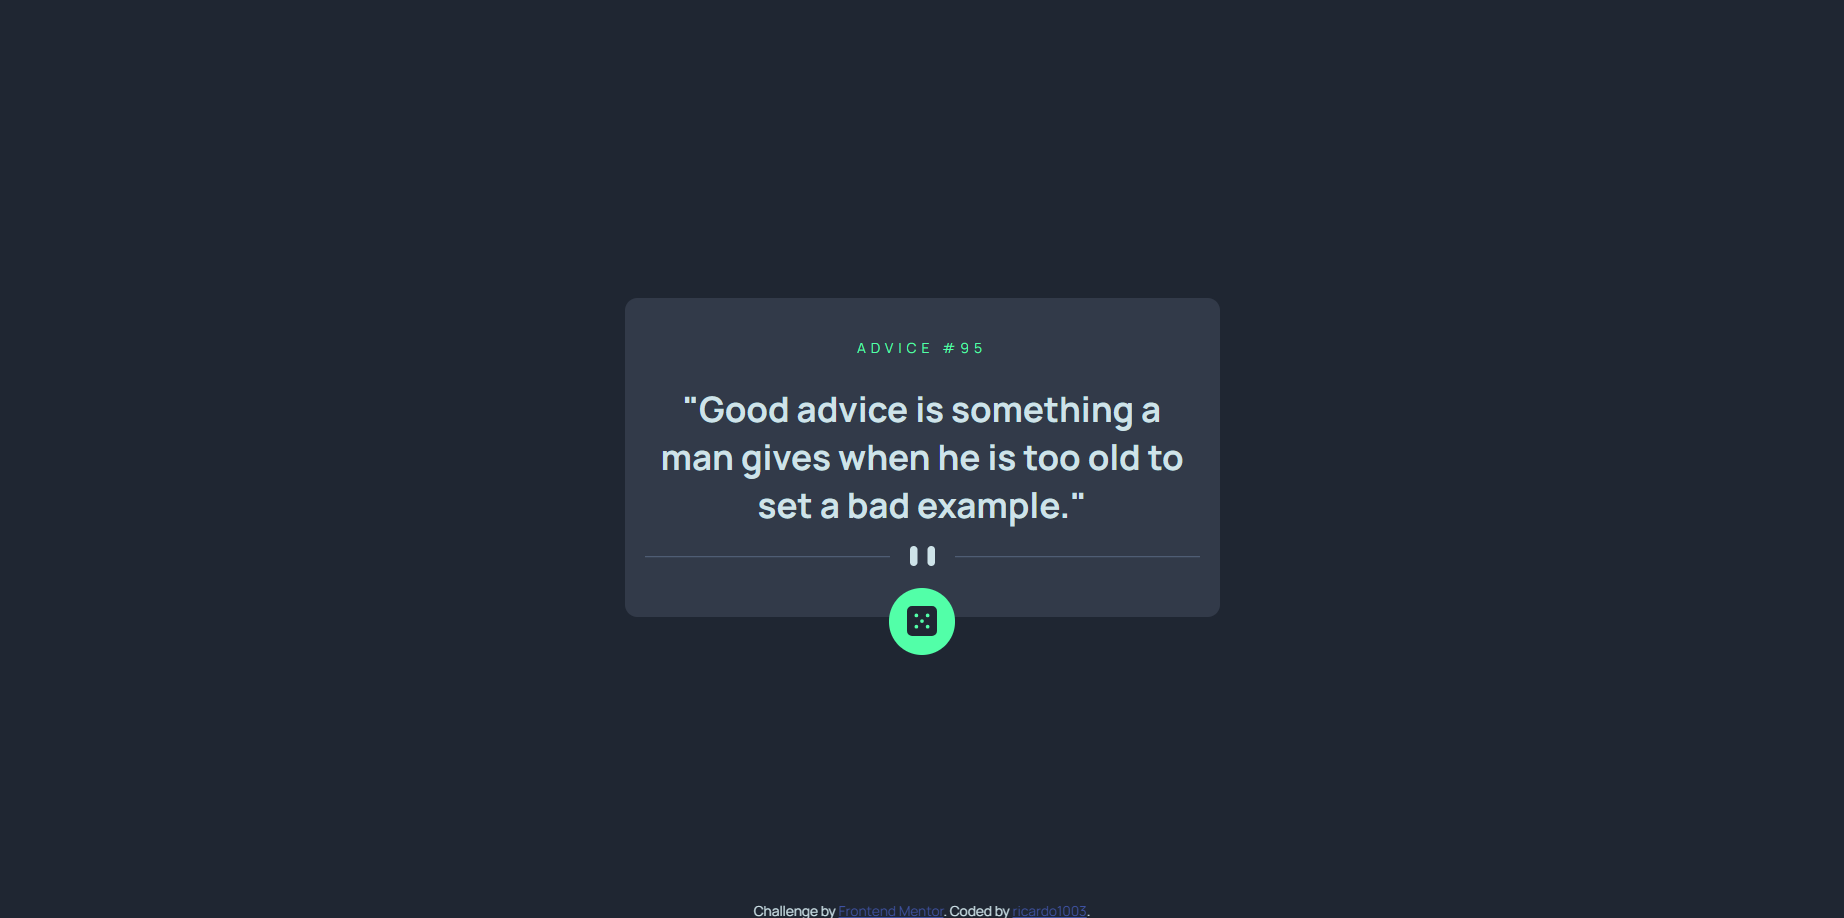 ADVICE #95
"Good advice is something a
man gives when he is too old to
set a bad example."
Challenge by Frontend Mentor. Coded by ricardo1003.